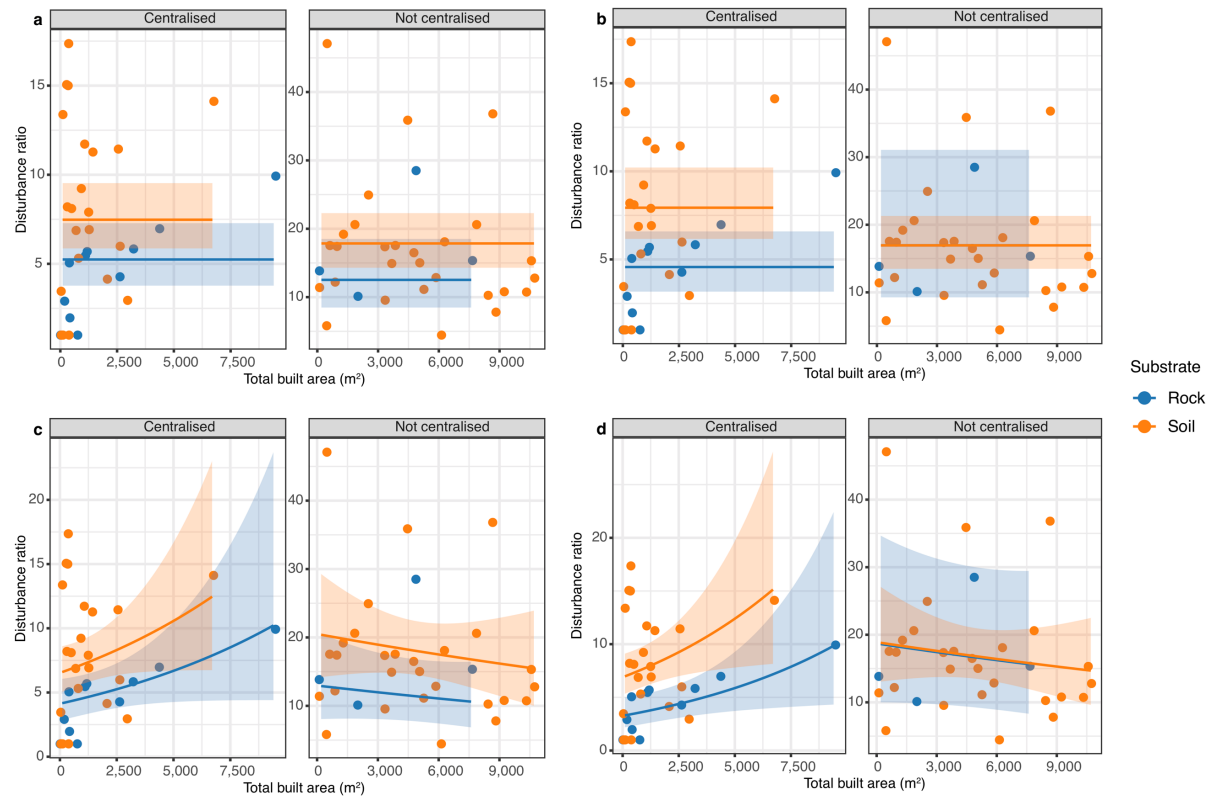 a
Centralised
Not centralised
Disturbance ratio
15
10
5
40
30
20
10
0
2,500
5,000
7,500
0
3,000
6,000
9,000
Total built area (m²)
b
Centralised
Not centralised
Disturbance ratio
15
10
5
40
30
20
10
0
2,500
5,000
7,500
0
3,000
6,000
9,000
Total built area (m²)
Substrate
Rock
Soil
c
Centralised
Not centralised
Disturbance ratio
20
15
10
5
0
40
30
20
10
0
2,500
5,000
7,500
0
3,000
6,000
9,000
Total built area (m²)
d
Centralised
Not centralised
Disturbance ratio
20
10
0
40
30
20
10
0
2,500
5,000
7,500
0
3,000
6,000
9,000
Total built area (m²)